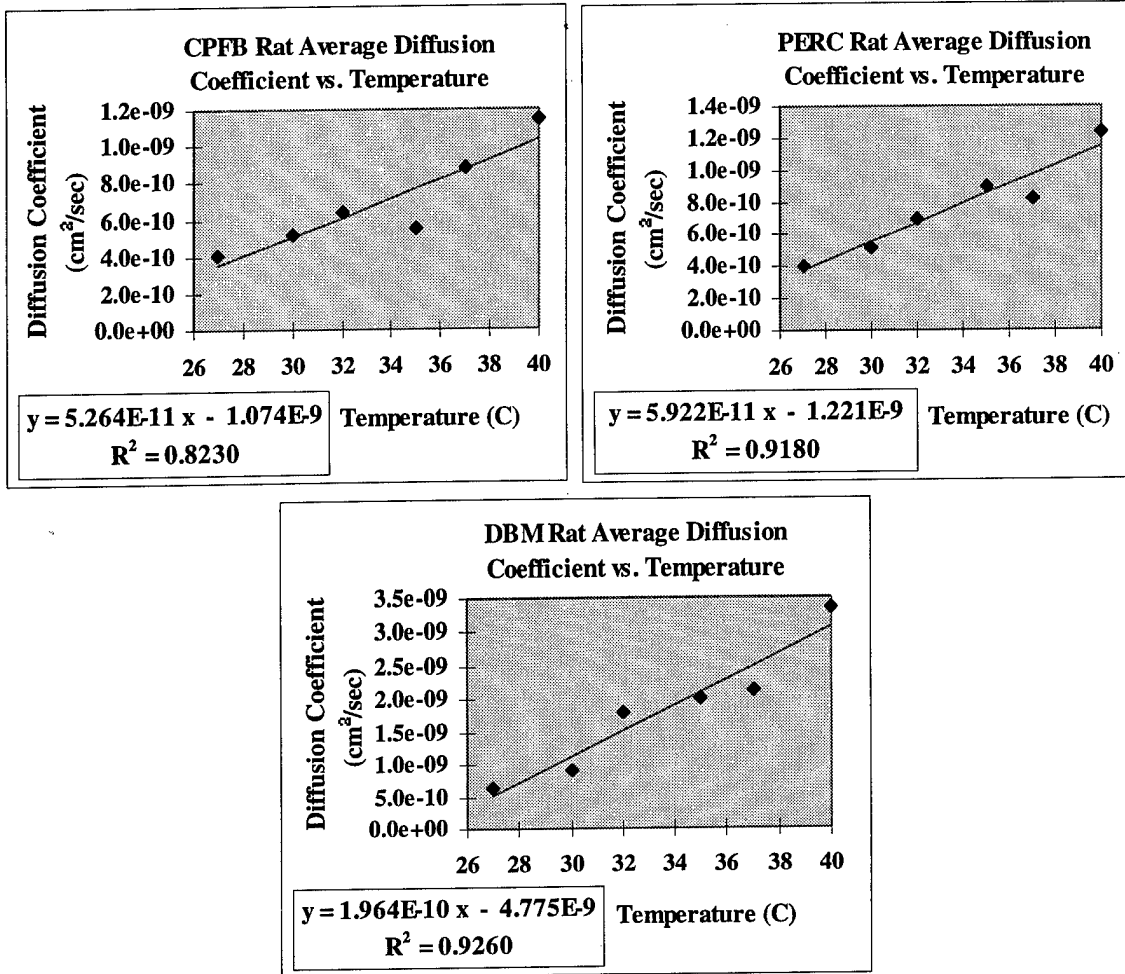 CPFB Rat Average Diffusion
Coefficient vs. Temperature
Diffusion Coefficient
(cm²/sec)
1.2e-09
1.0e-09
8.0e-10
6.0e-10
4.0e-10
2.0e-10
0.0e+00
26 28 30 32 34 36 38 40
Temperature (C)
y = 5.264E-11 x - 1.074E-9
R² = 0.8230
PERC Rat Average Diffusion
Coefficient vs. Temperature
Diffusion Coefficient
(cm²/sec)
1.4e-09
1.2e-09
1.0e-09
8.0e-10
6.0e-10
4.0e-10
2.0e-10
0.0e+00
26 28 30 32 34 36 38 40
Temperature (C)
y = 5.922E-11 x - 1.221E-9
R² = 0.9180
DBM Rat Average Diffusion
Coefficient vs. Temperature
Diffusion Coefficient
(cm²/sec)
3.5e-09
3.0e-09
2.5e-09
2.0e-09
1.5e-09
1.0e-09
5.0e-10
0.0e+00
26 28 30 32 34 36 38 40
Temperature (C)
y = 1.964E-10 x - 4.775E-9
R² = 0.9260